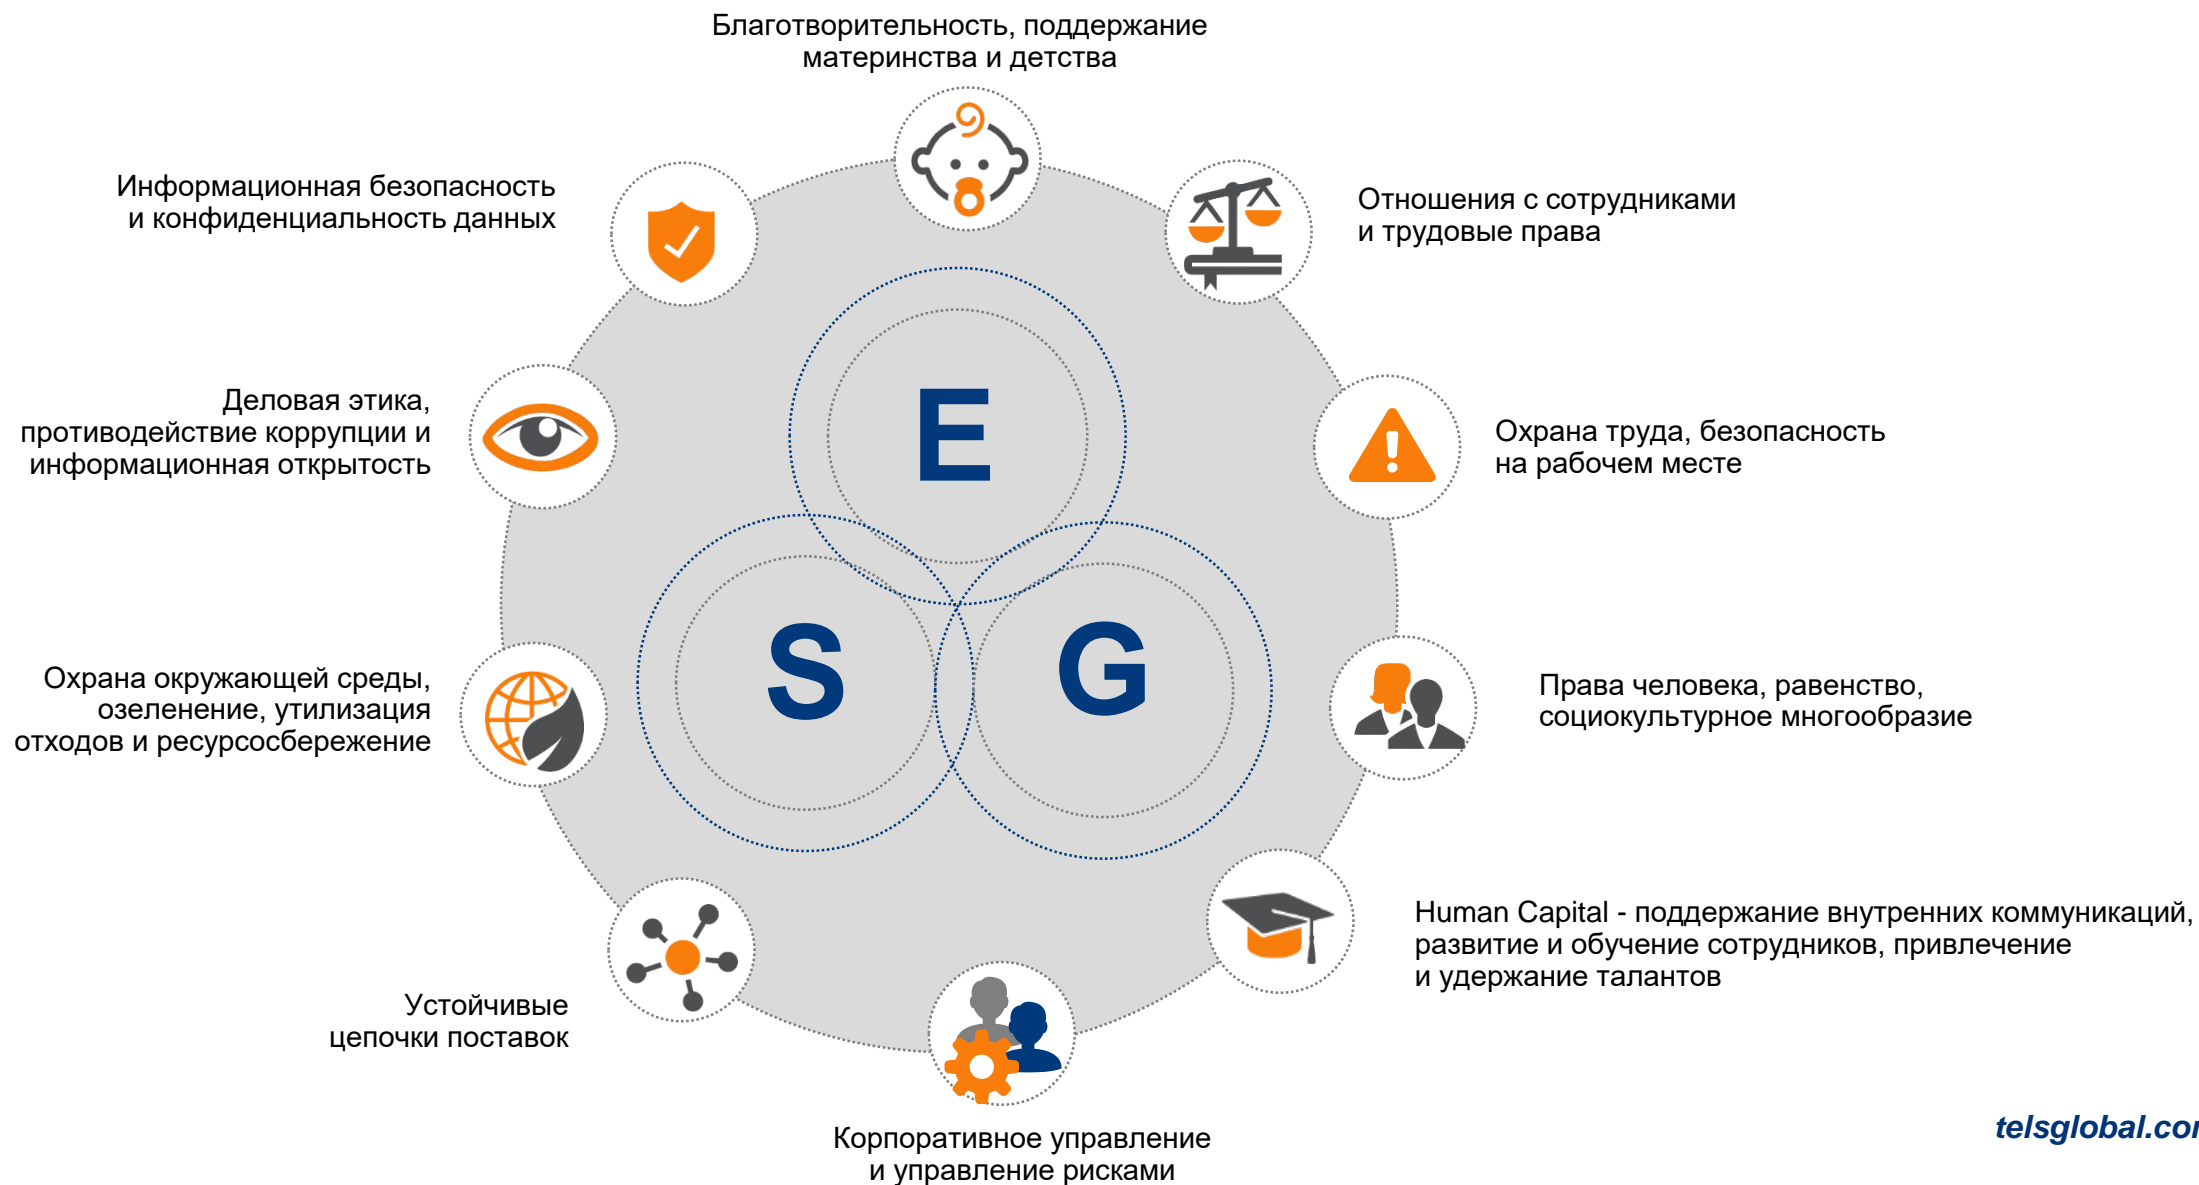 Благотворительность, поддержание
материнства и детства
Информационная безопасность
и конфиденциальность данных
Отношения с сотрудниками
и трудовые права
Деловая этика,
противодействие коррупции и
информационная открытость
E
Охрана труда, безопасность
на рабочем месте
S
G
Охрана окружающей среды,
озеленение, утилизация
отходов и ресурсосбережение
Права человека, равенство,
социокультурное многообразие
Human Capital - поддержание внутренних коммуникаций,
развитие и обучение сотрудников, привлечение
и удержание талантов
Устойчивые
цепочки поставок
Корпоративное управление
и управление рисками